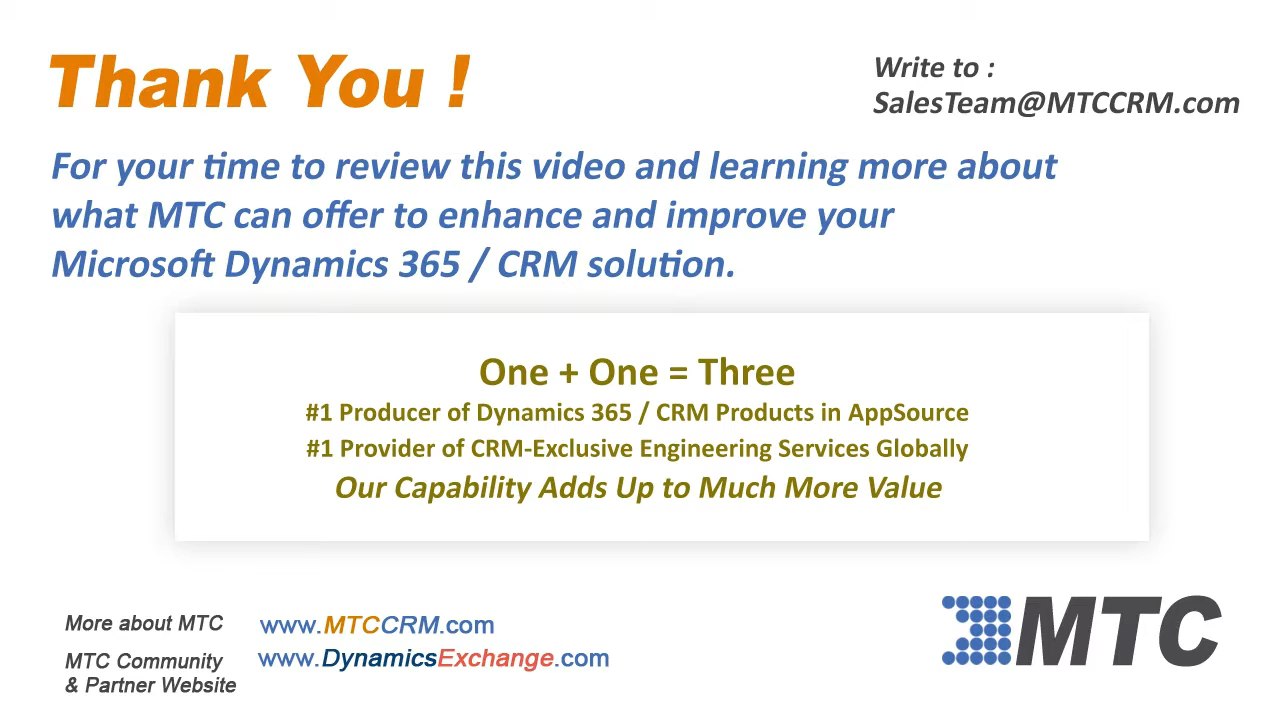 Thank You !
Write to :
SalesTeam@MTCCRM.com
For your time to review this video and learning more about
what MTC can offer to enhance and improve your
Microsoft Dynamics 365 / CRM solution.
One + One = Three
#1 Producer of Dynamics 365 / CRM Products in AppSource
#1 Provider of CRM-Exclusive Engineering Services Globally
Our Capability Adds Up to Much More Value
More about MTC
www.MTCCRM.com
MTC Community
& Partner Website
www.DynamicsExchange.com
MTC